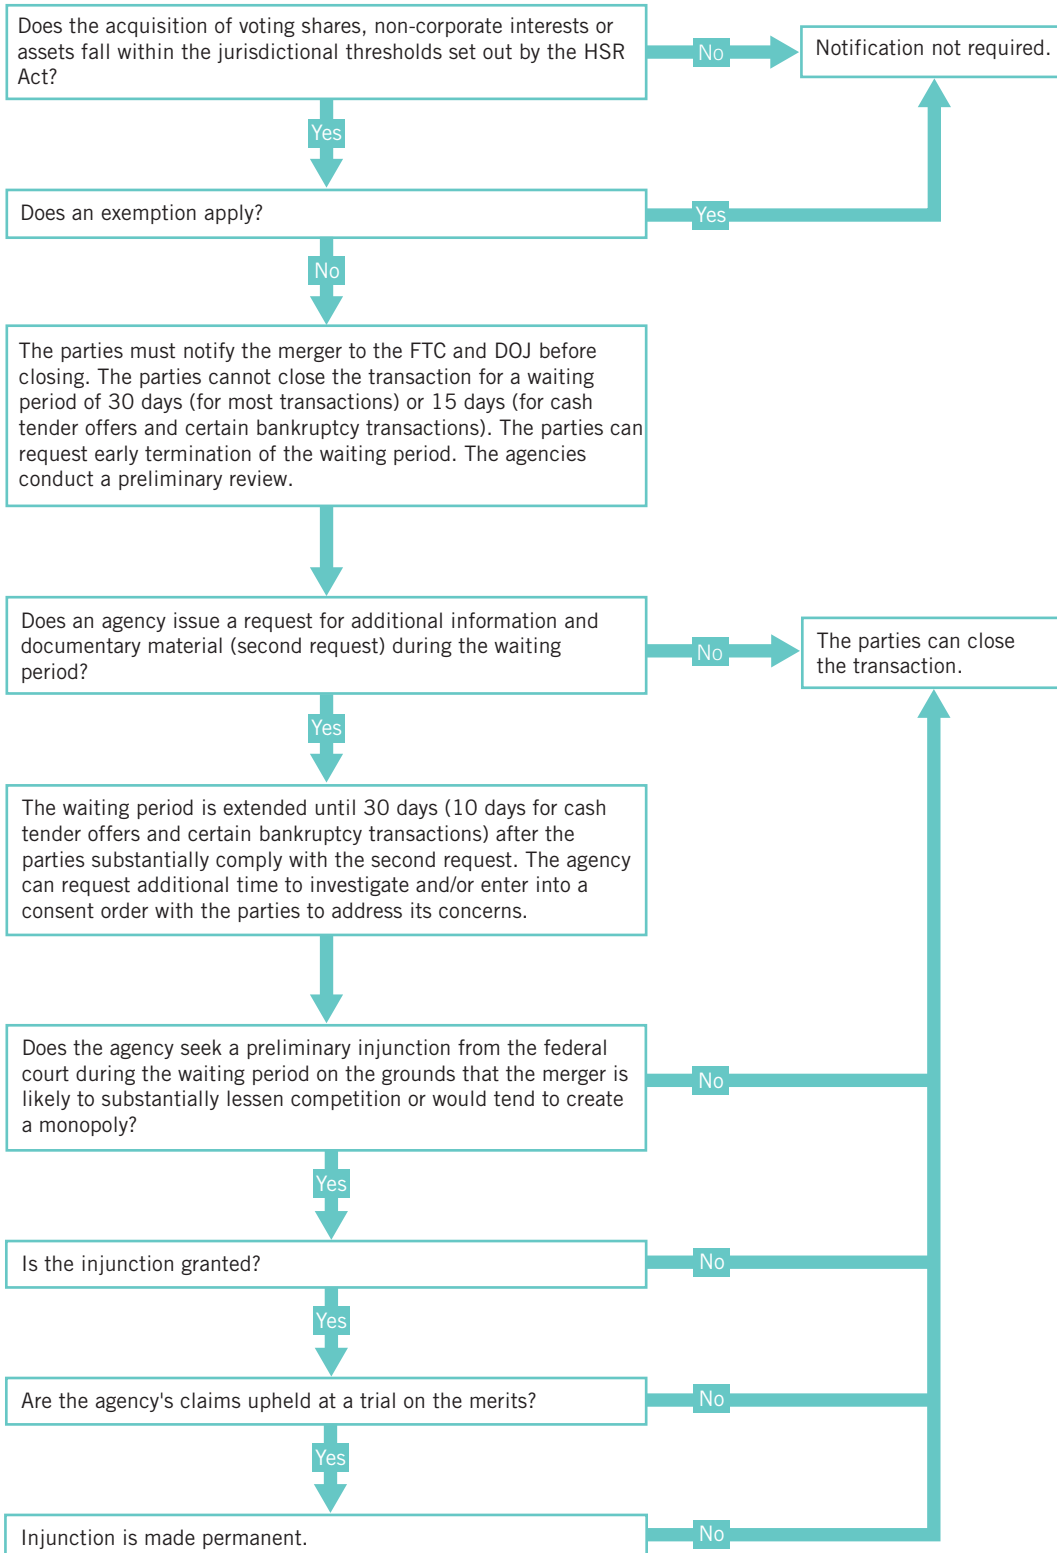 Does the acquisition of voting shares, non-corporate interests or
assets fall within the jurisdictional thresholds set out by the HSR
Act?
No
Notification not required.
Yes
Does an exemption apply?
Yes
No
The parties must notify the merger to the FTC and DOJ before
closing. The parties cannot close the transaction for a waiting
period of 30 days (for most transactions) or 15 days (for cash
tender offers and certain bankruptcy transactions). The parties can
request early termination of the waiting period. The agencies
conduct a preliminary review.
Does an agency issue a request for additional information and
documentary material (second request) during the waiting
period?
No
The parties can close
the transaction.
Yes
The waiting period is extended until 30 days (10 days for cash
tender offers and certain bankruptcy transactions) after the
parties substantially comply with the second request. The agency
can request additional time to investigate and/or enter into a
consent order with the parties to address its concerns.
Does the agency seek a preliminary injunction from the federal
court during the waiting period on the grounds that the merger is
likely to substantially lessen competition or would tend to create
a monopoly?
No
Yes
Is the injunction granted?
No
Yes
Are the agency's claims upheld at a trial on the merits?
No
Yes
Injunction is made permanent.
No